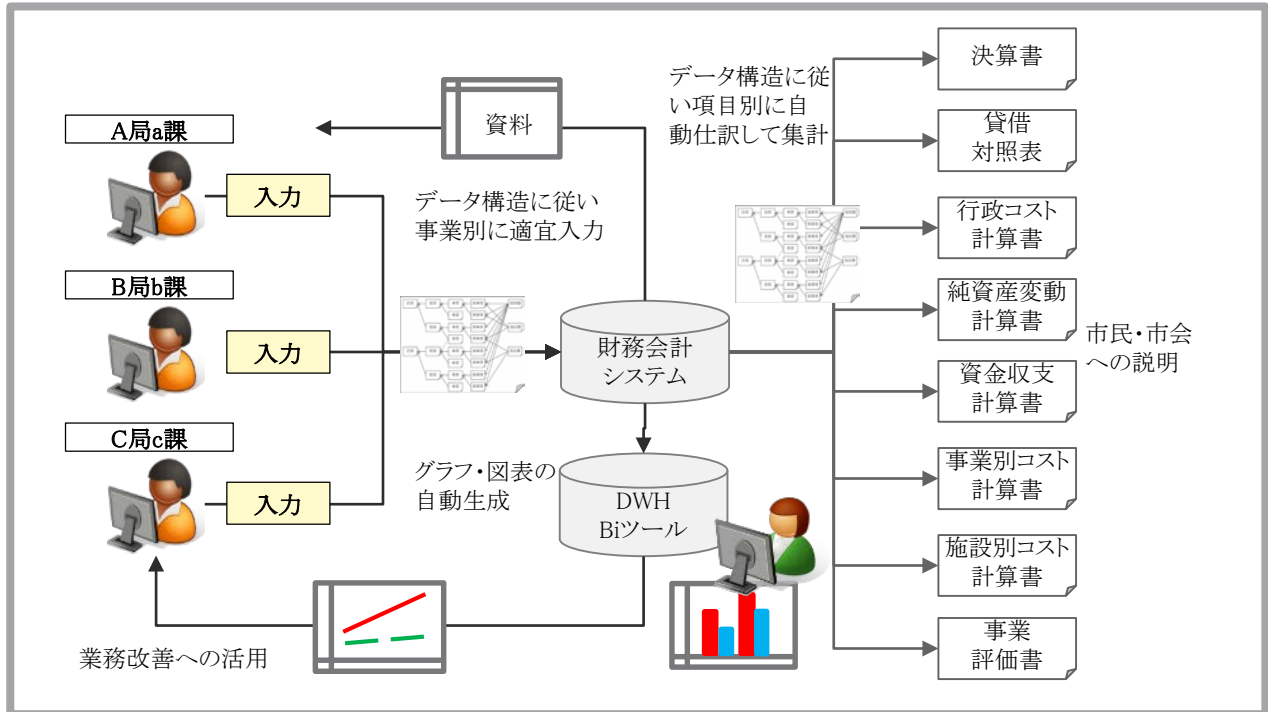 A局a課
入力
B局b課
入力
C局c課
入力
資料
データ構造に従い
事業別に適宜入力
財務会計
システム
グラフ・図表の
自動生成
DWH
Biツール
業務改善への活用
データ構造に従
い項目別に自
動仕訳して集計
決算書
貸借
対照表
行政コスト
計算書
純資産変動
計算書
資金収支
計算書
事業別コスト
計算書
施設別コスト
計算書
事業
評価書
市民・市会
への説明